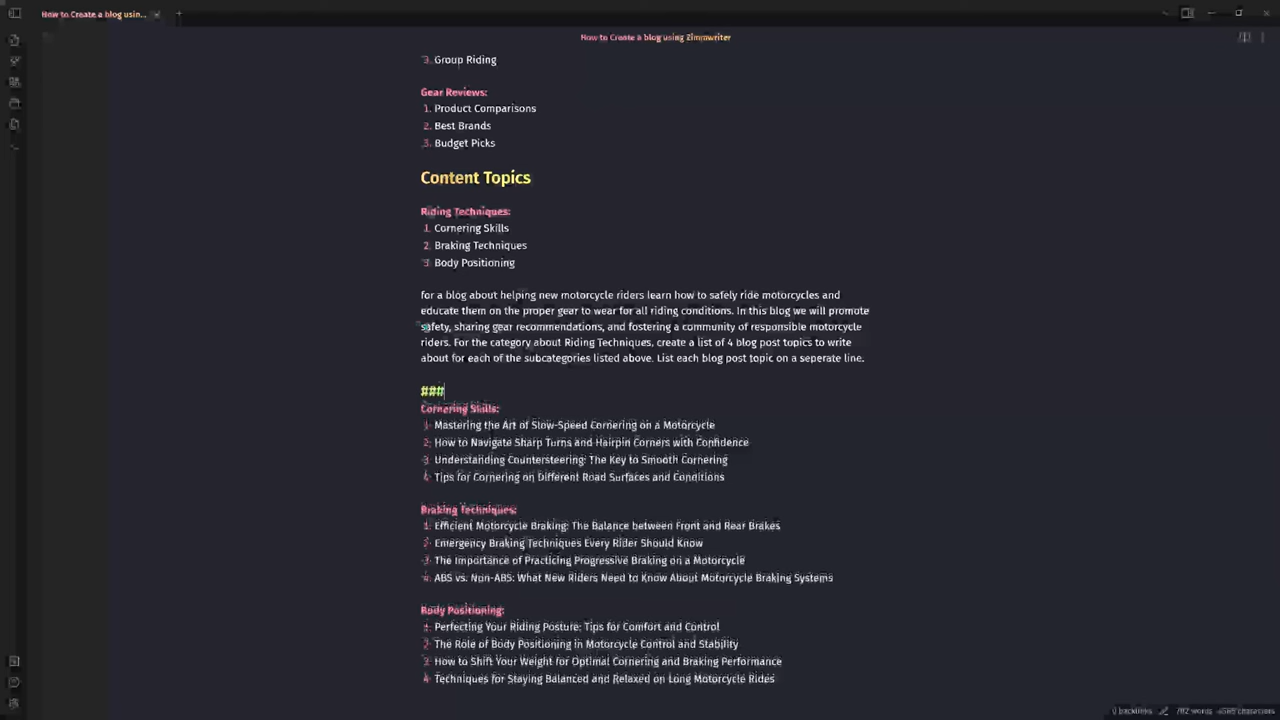 How to Create a blog usin...
How to Create a blog using Zimmwriter
3. Group Riding
Gear Reviews:
1. Product Comparisons
2. Best Brands
3. Budget Picks
Content Topics
Riding Techniques:
1. Cornering Skills
2. Braking Techniques
3. Body Positioning
for a blog about helping new motorcycle riders learn how to safely ride motorcycles and
educate them on the proper gear to wear for all riding conditions. In this blog we will promote
safety, sharing gear recommendations, and fostering a community of responsible motorcycle
riders. For the category about Riding Techniques, create a list of 4 blog post topics to write
about for each of the subcategories listed above. List each blog post topic on a seperate line.
###
Cornering Skills:
1. Mastering the Art of Slow-Speed Cornering on a Motorcycle
2. How to Navigate Sharp Turns and Hairpin Corners with Confidence
3. Understanding Countersteering: The Key to Smooth Cornering
4. Tips for Cornering on Different Road Surfaces and Conditions
Braking Techniques:
1. Efficient Motorcycle Braking: The Balance between Front and Rear Brakes
2. Emergency Braking Techniques Every Rider Should Know
3. The Importance of Practicing Progressive Braking on a Motorcycle
4. ABS vs. Non-ABS: What New Riders Need to Know About Motorcycle Braking Systems
Body Positioning:
1. Perfecting Your Riding Posture: Tips for Comfort and Control
2. The Role of Body Positioning in Motorcycle Control and Stability
3. How to Shift Your Weight for Optimal Cornering and Braking Performance
4. Techniques for Staying Balanced and Relaxed on Long Motorcycle Rides
0 backlinks 782 words characters